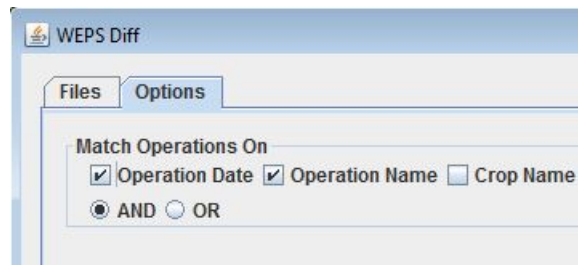 WEPS Diff
Files Options
Match Operations On
Operation Date Operation Name Crop Name
AND OR